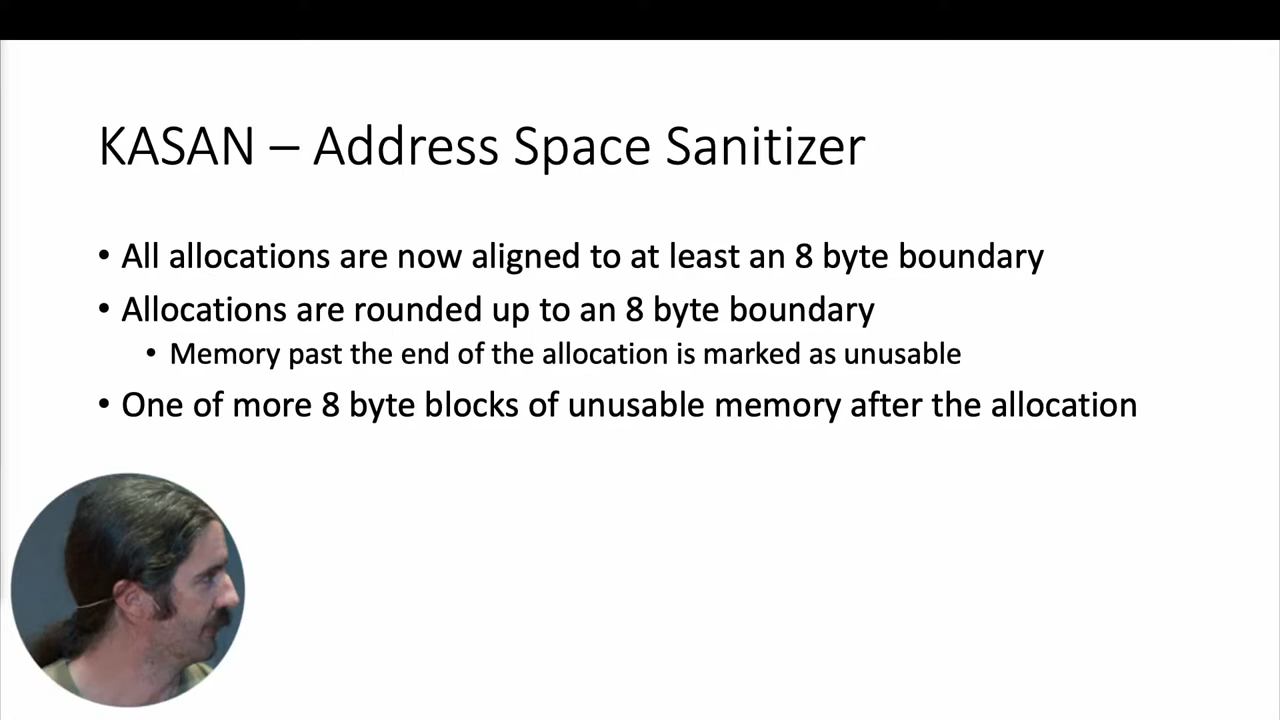 KASAN – Address Space Sanitizer
• All allocations are now aligned to at least an 8 byte boundary
• Allocations are rounded up to an 8 byte boundary
• Memory past the end of the allocation is marked as unusable
• One of more 8 byte blocks of unusable memory after the allocation